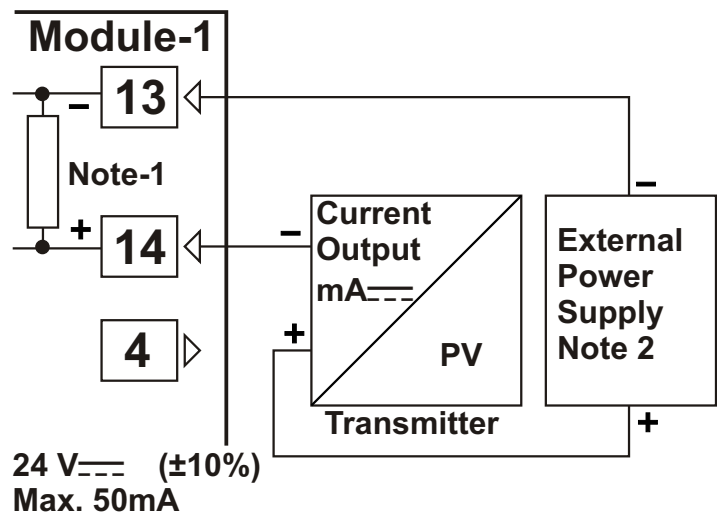 Module-1
− 13
Note-1
+ 14
4
24 V⎓ (±10%)
Max. 50mA
−
Current
Output
mA⎓
+
PV
Transmitter
−
External
Power
Supply
Note 2
+